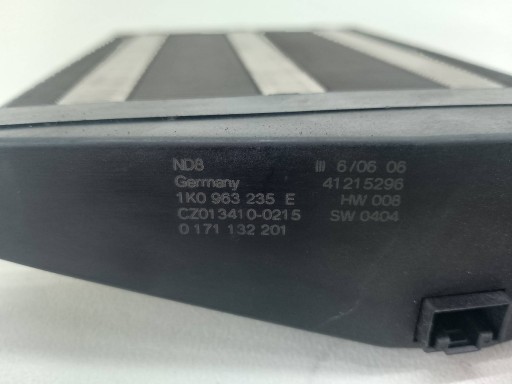 ND8 III 6/06 06
Germany 41215296
1K0 963 235 E HW 008
CZ013410-0215 SW 0404
0 171 132 201